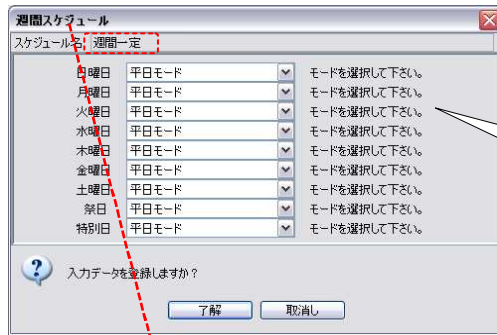 週間スケジュール
スケジュール名 週間一定
日曜日 平日モード モードを選択して下さい。
月曜日 平日モード モードを選択して下さい。
火曜日 平日モード モードを選択して下さい。
水曜日 平日モード モードを選択して下さい。
木曜日 平日モード モードを選択して下さい。
金曜日 平日モード モードを選択して下さい。
土曜日 平日モード モードを選択して下さい。
祭日 平日モード モードを選択して下さい。
特別日 平日モード モードを選択して下さい。
入力データを登録しますか？
了解 取消し